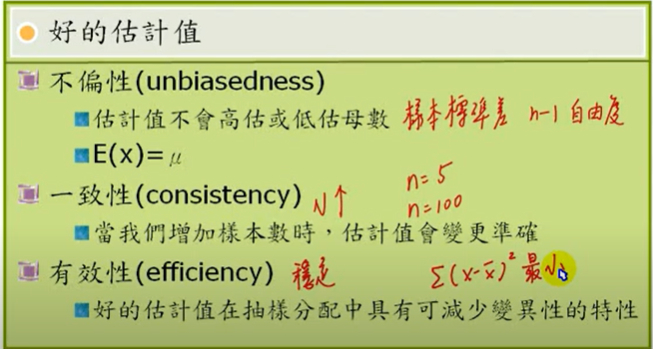 好的估計值
不偏性(unbiasedness)
估計值不會高估或低估母數 樣本標準差 n-1 自由度
E(x)=μ
一致性(consistency) N↑ n=5
n=100
當我們增加樣本數時，估計值會變更準確
有效性(efficiency) 穩定 Σ(x-x̄)² 最小
好的估計值在抽樣分配中具有可減少變異性的特性